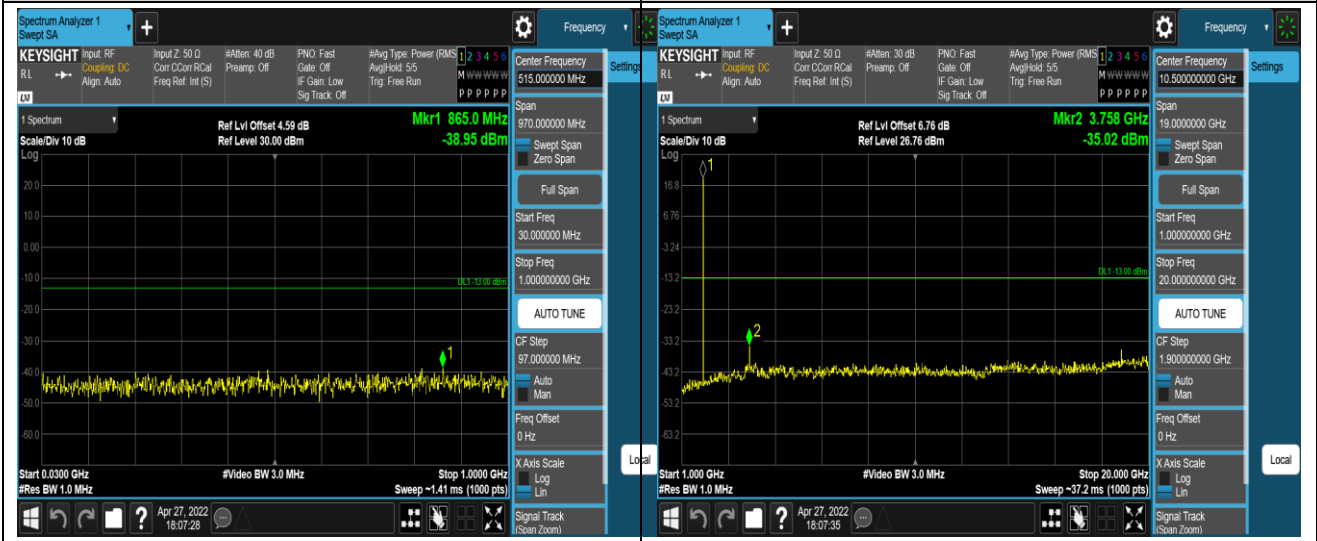 Spectrum Analyzer 1
Swept SA
Frequency
KEYSIGHT
RL
LXI
Input: RF
Coupling: DC
Align: Auto
Input Z: 50 Ω
Corr CCorr RCal
Freq Ref: Int (S)
#Atten: 40 dB
Preamp: Off
PNO: Fast
Gate: Off
IF Gain: Low
Sig Track: Off
#Avg Type: Power (RMS
Avg|Hold: 5/5
Trig: Free Run
1 2 3 4 5 6
M W W W W W
P P P P P P
Center Frequency
515.000000 MHz
Settings
1 Spectrum
Scale/Div 10 dB
Log
Ref Lvl Offset 4.59 dB
Ref Level 30.00 dBm
Mkr1 865.0 MHz
-38.95 dBm
Span
970.000000 MHz
Swept Span
Zero Span
Full Span
Start Freq
30.000000 MHz
Stop Freq
1.000000000 GHz
AUTO TUNE
CF Step
97.000000 MHz
Auto
Man
Freq Offset
0 Hz
X Axis Scale
Log
Lin
Signal Track
(Span Zoom)
Local
20.0
10.0
0.00
-10.0
DL1 -13.00 dBm
-20.0
-30.0
1
-40.0
-50.0
-60.0
Start 0.0300 GHz
#Res BW 1.0 MHz
#Video BW 3.0 MHz
Stop 1.0000 GHz
Sweep ~1.41 ms (1000 pts)
?
Apr 27, 2022
18:07:28
Spectrum Analyzer 1
Swept SA
Frequency
KEYSIGHT
RL
LXI
Input: RF
Coupling: DC
Align: Auto
Input Z: 50 Ω
Corr CCorr RCal
Freq Ref: Int (S)
#Atten: 30 dB
Preamp: Off
PNO: Fast
Gate: Off
IF Gain: Low
Sig Track: Off
#Avg Type: Power (RMS
Avg|Hold: 5/5
Trig: Free Run
1 2 3 4 5 6
M W W W W W
P P P P P P
Center Frequency
10.500000000 GHz
Settings
1 Spectrum
Scale/Div 10 dB
Log
Ref Lvl Offset 6.76 dB
Ref Level 26.76 dBm
Mkr2 3.758 GHz
-35.02 dBm
Span
19.0000000 GHz
Swept Span
Zero Span
Full Span
Start Freq
1.000000000 GHz
Stop Freq
20.000000000 GHz
AUTO TUNE
CF Step
1.900000000 GHz
Auto
Man
Freq Offset
0 Hz
X Axis Scale
Log
Lin
Signal Track
(Span Zoom)
Local
1
16.8
6.76
-3.24
-13.2
DL1 -13.00 dBm
-23.2
2
-33.2
-43.2
-53.2
-63.2
Start 1.000 GHz
#Res BW 1.0 MHz
#Video BW 3.0 MHz
Stop 20.000 GHz
Sweep ~37.2 ms (1000 pts)
?
Apr 27, 2022
18:07:35